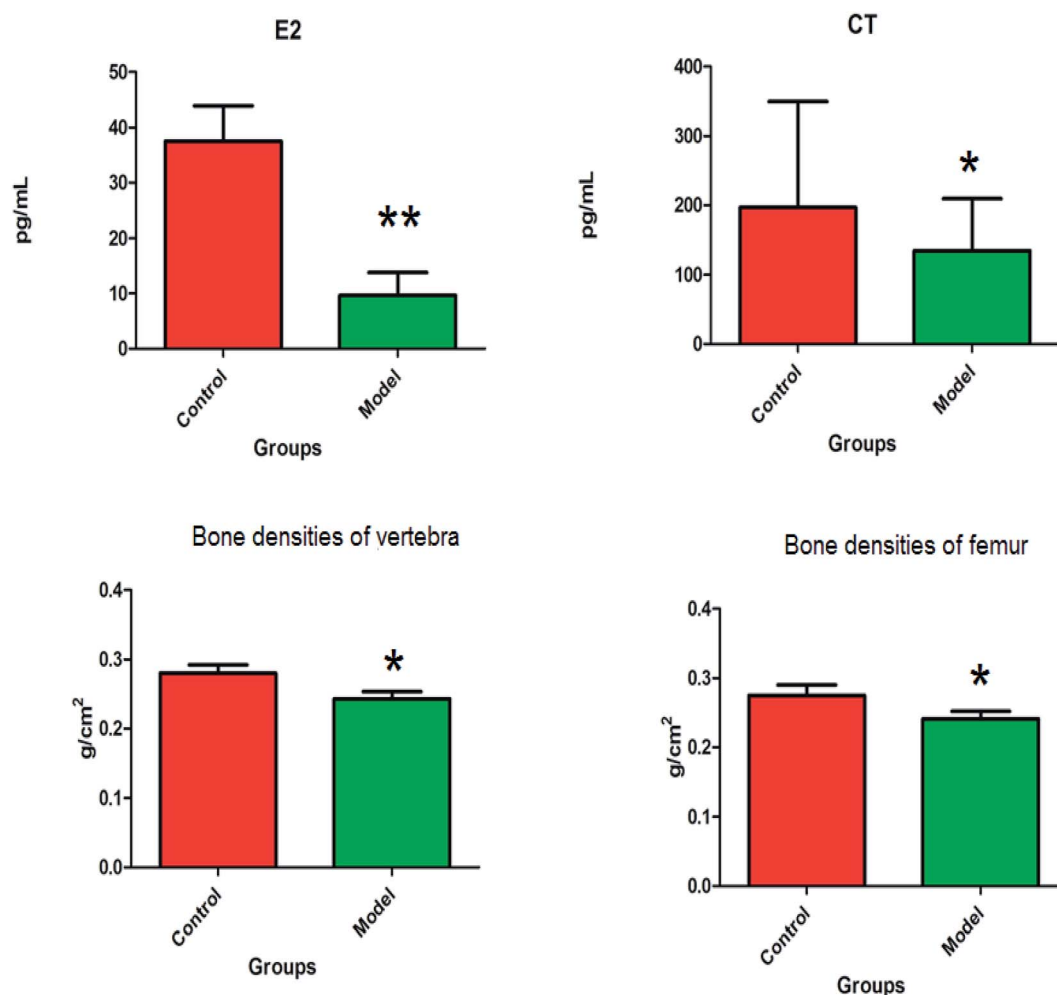 E2
pg/mL
50
40
30
20
10
0
**
Control
Model
Groups
CT
pg/mL
400
300
200
100
0
*
Control
Model
Groups
Bone densities of vertebra
g/cm²
0.4
0.3
0.2
0.1
0.0
*
Control
Model
Groups
Bone densities of femur
g/cm²
0.4
0.3
0.2
0.1
0.0
*
Control
Model
Groups